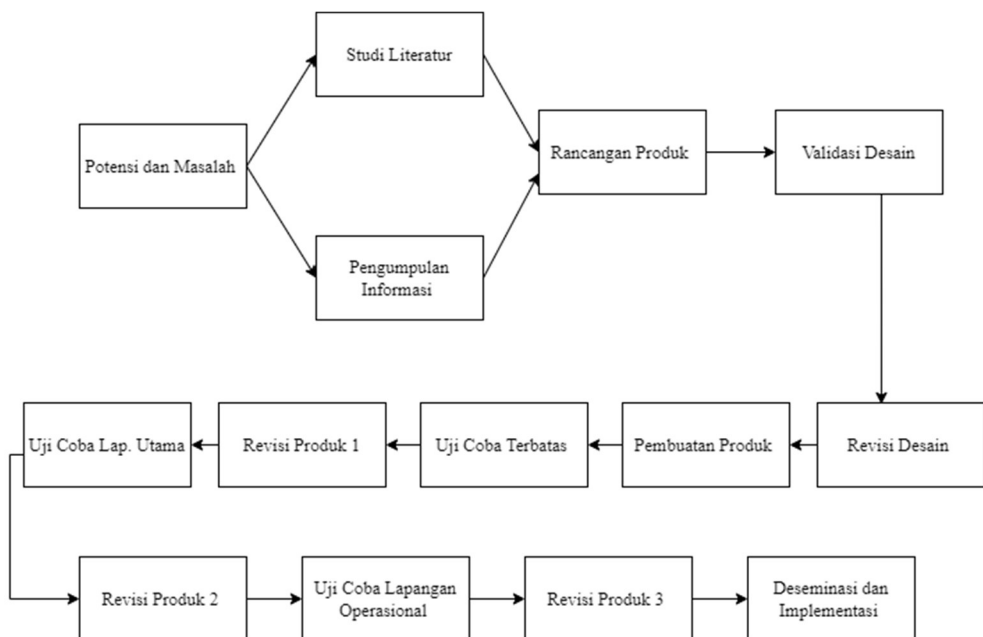 Studi Literatur
Potensi dan Masalah
Rancangan Produk
Validasi Desain
Pengumpulan
Informasi
Uji Coba Lap. Utama
Revisi Produk 1
Uji Coba Terbatas
Pembuatan Produk
Revisi Desain
Revisi Produk 2
Uji Coba Lapangan
Operasional
Revisi Produk 3
Deseminasi dan
Implementasi